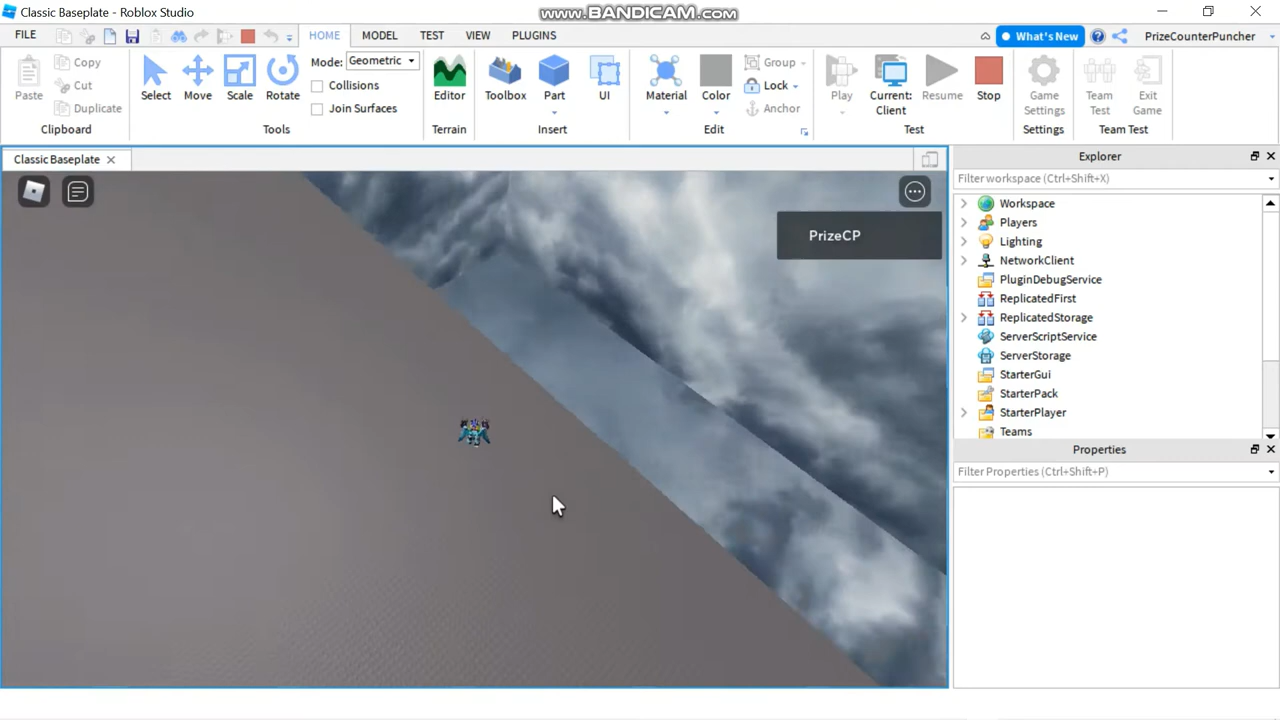 Classic Baseplate - Roblox Studio
www.BANDICAM.com
FILE
HOME
MODEL
TEST
VIEW
PLUGINS
What's New
PrizeCounterPuncher
Paste
Copy
Cut
Duplicate
Clipboard
Select
Move
Scale
Rotate
Mode: Geometric
Collisions
Join Surfaces
Tools
Editor
Terrain
Toolbox
Part
UI
Insert
Material
Color
Group
Lock
Anchor
Edit
Play
Current:
Client
Resume
Stop
Test
Game
Settings
Settings
Team
Test
Exit
Game
Team Test
Classic Baseplate
PrizeCP
Explorer
Filter workspace (Ctrl+Shift+X)
Workspace
Players
Lighting
NetworkClient
PluginDebugService
ReplicatedFirst
ReplicatedStorage
ServerScriptService
ServerStorage
StarterGui
StarterPack
StarterPlayer
Teams
Properties
Filter Properties (Ctrl+Shift+P)